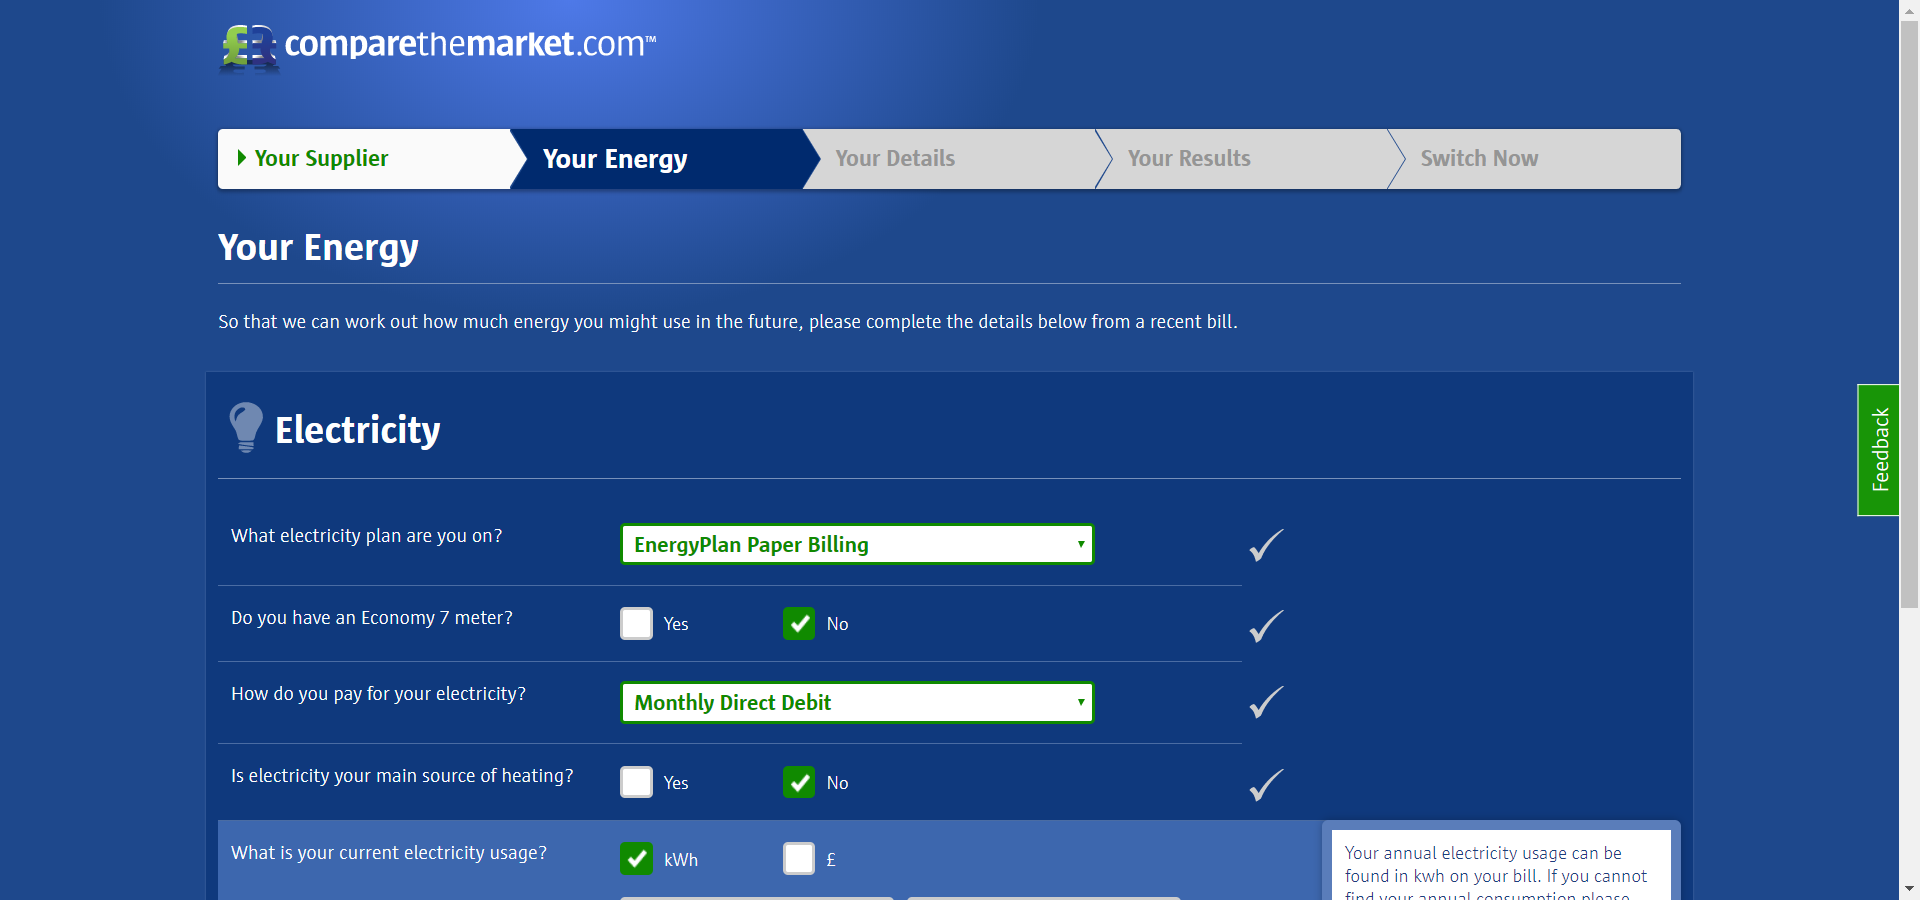 comparethemarket.com™
Your Supplier
Your Energy
Your Details
Your Results
Switch Now
Your Energy
So that we can work out how much energy you might use in the future, please complete the details below from a recent bill.
Feedback
Electricity
What electricity plan are you on?
EnergyPlan Paper Billing
Do you have an Economy 7 meter?
Yes
No
How do you pay for your electricity?
Monthly Direct Debit
Is electricity your main source of heating?
Yes
No
What is your current electricity usage?
kWh
£
Your annual electricity usage can be
found in kwh on your bill. If you cannot
find your annual consumption please